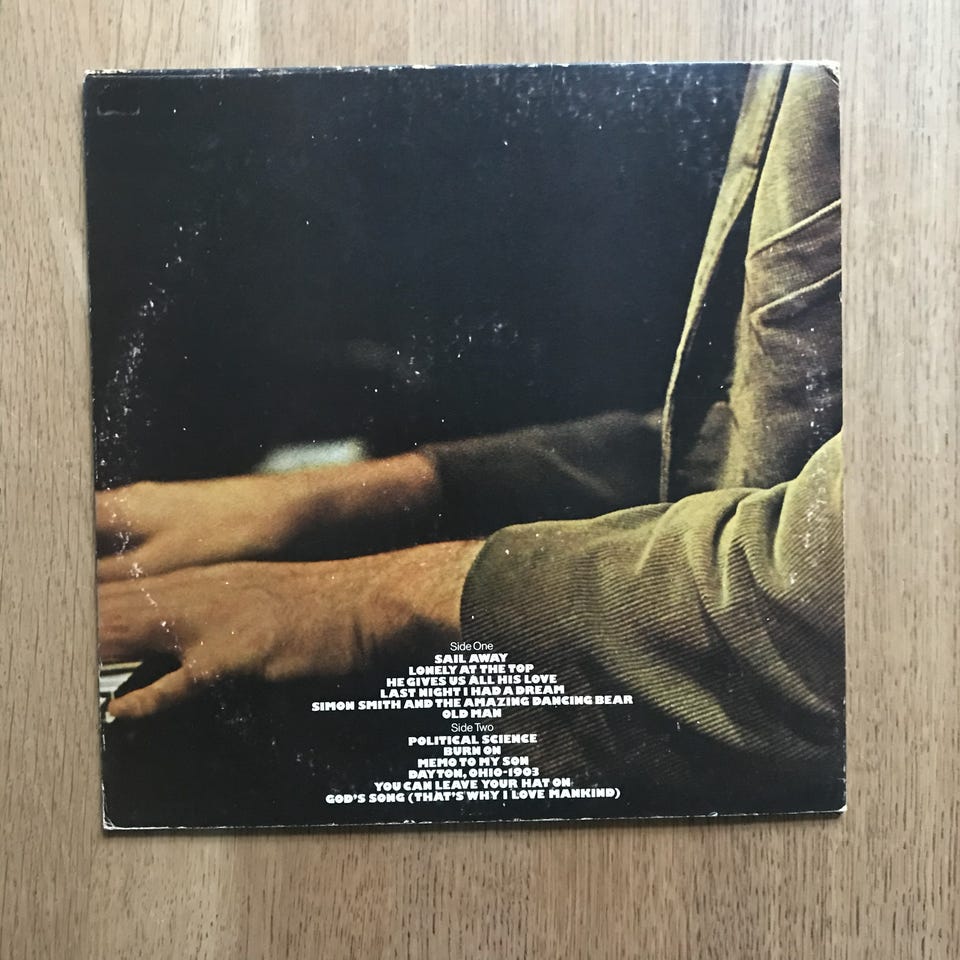 Side One
SAIL AWAY
LONELY AT THE TOP
HE GIVES US ALL HIS LOVE
LAST NIGHT I HAD A DREAM
SIMON SMITH AND THE AMAZING DANCING BEAR
OLD MAN
Side Two
POLITICAL SCIENCE
BURN ON
MEMO TO MY SON
DAYTON, OHIO-1903
YOU CAN LEAVE YOUR HAT ON
GOD'S SONG (THAT'S WHY I LOVE MANKIND)